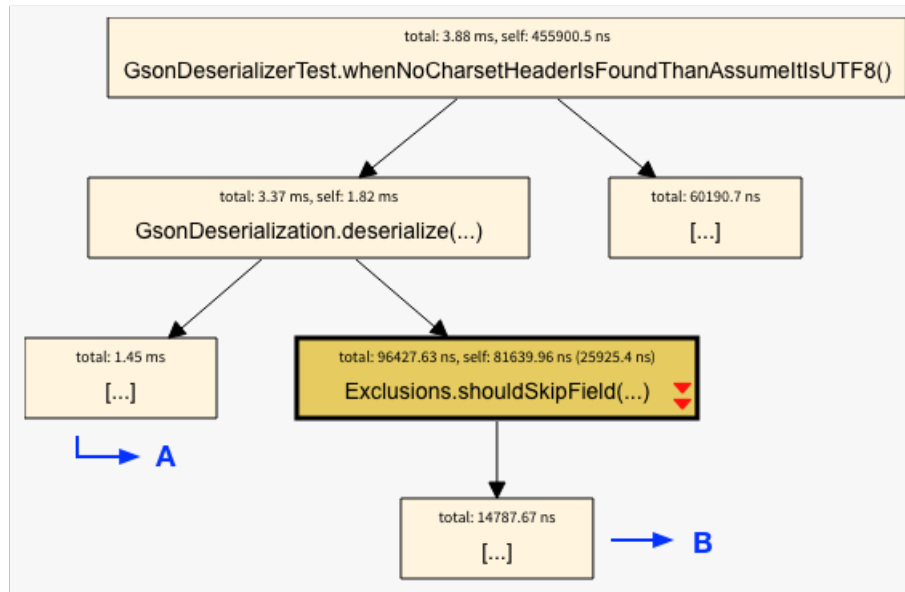 total: 3.88 ms, self: 455900.5 ns
GsonDeserializerTest.whenNoCharsetHeaderIsFoundThanAssumeItIsUTF8()
total: 3.37 ms, self: 1.82 ms
GsonDeserialization.deserialize(...)
total: 60190.7 ns
[...]
total: 1.45 ms
[...]
total: 96427.63 ns, self: 81639.96 ns (25925.4 ns)
Exclusions.shouldSkipField(...)
A
total: 14787.67 ns
[...]
B